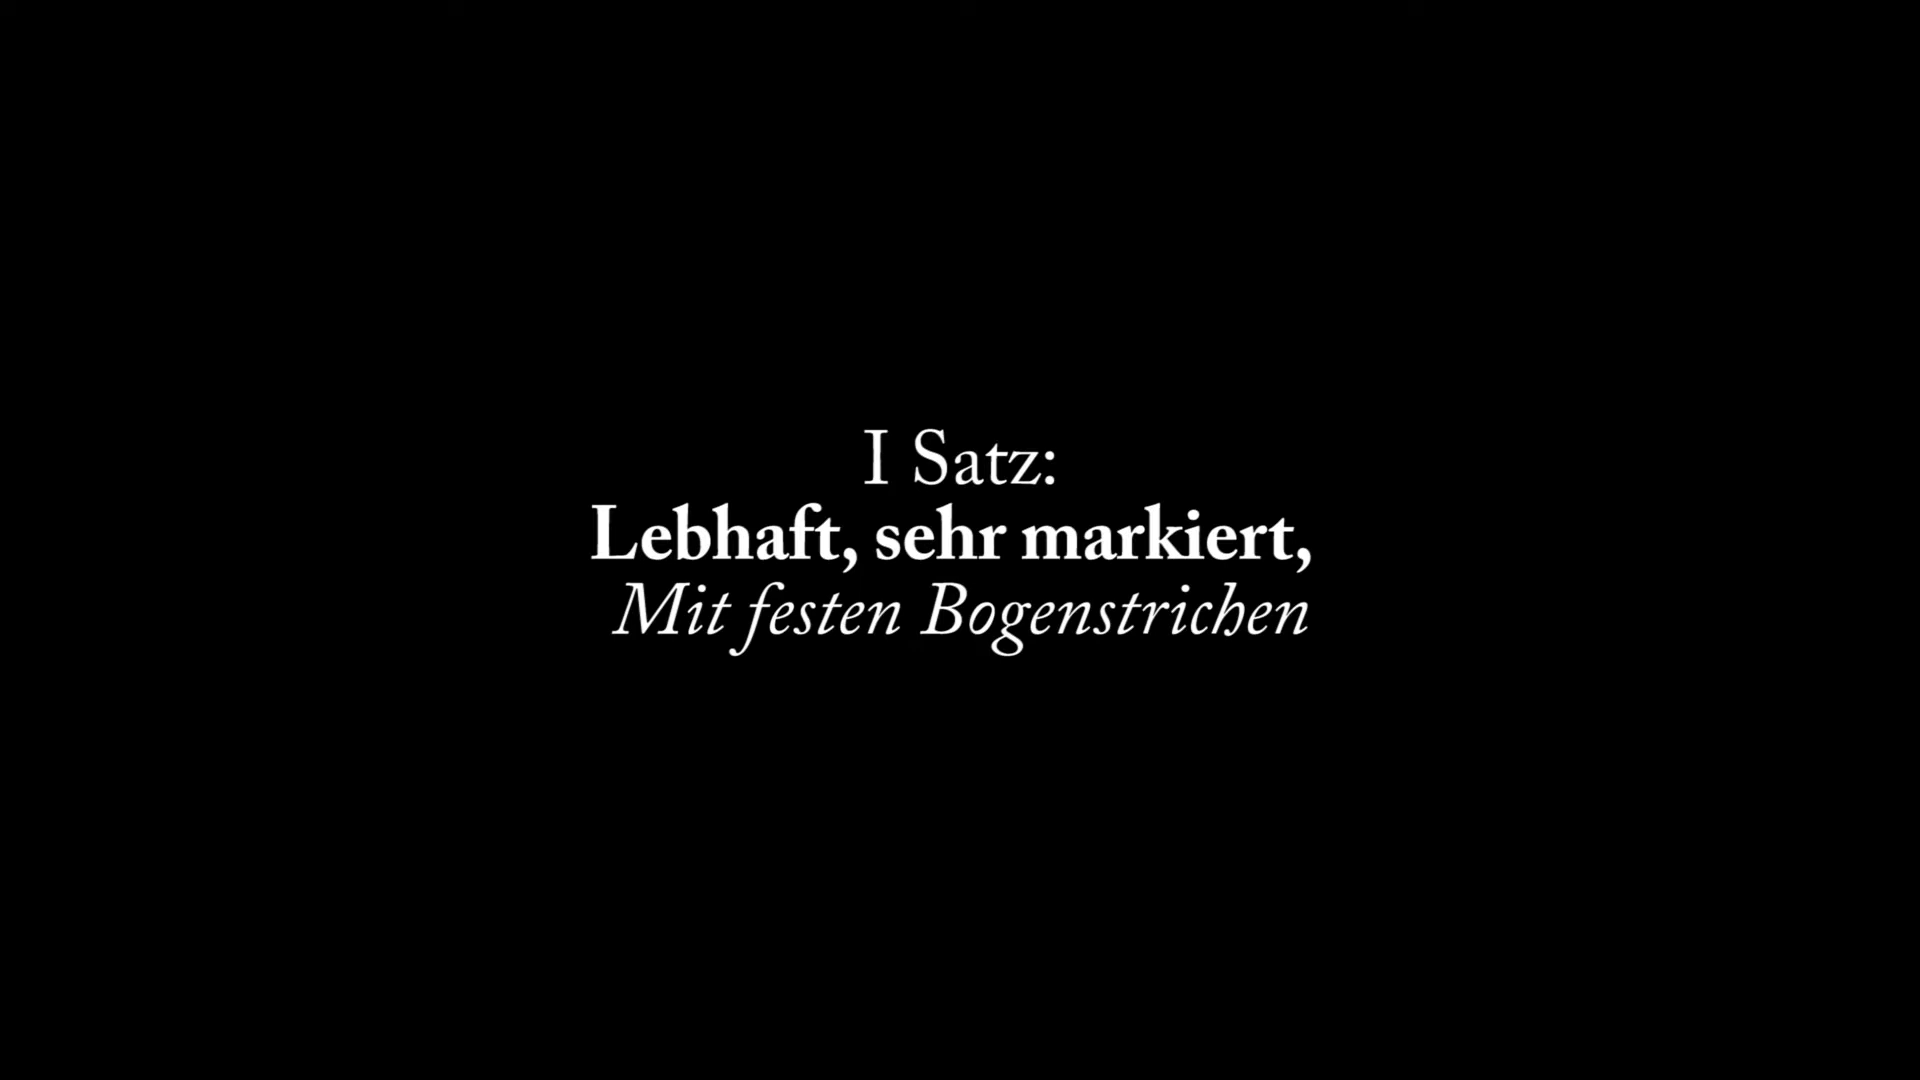 I Satz:
Lebhaft, sehr markiert,
Mit festen Bogenstrichen